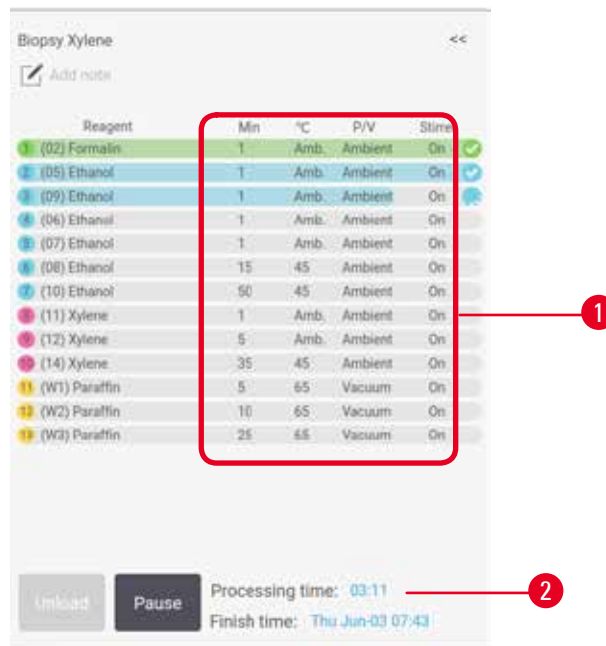 Biopsy Xylene <<
Add note
Reagent Min °C P/V Stirre
1 (02) Formalin 1 Amb. Ambient On
2 (05) Ethanol 1 Amb. Ambient On
3 (09) Ethanol 1 Amb. Ambient On
4 (06) Ethanol 1 Amb. Ambient On
5 (07) Ethanol 1 Amb. Ambient On
6 (08) Ethanol 15 45 Ambient On
7 (10) Ethanol 50 45 Ambient On
8 (11) Xylene 1 Amb. Ambient On
9 (12) Xylene 5 Amb. Ambient On
10 (14) Xylene 35 45 Ambient On
11 (W1) Paraffin 5 65 Vacuum On
12 (W2) Paraffin 10 65 Vacuum On
13 (W3) Paraffin 25 65 Vacuum On
1
Unload Pause Processing time: 03:11 2
Finish time: Thu Jun-03 07:43